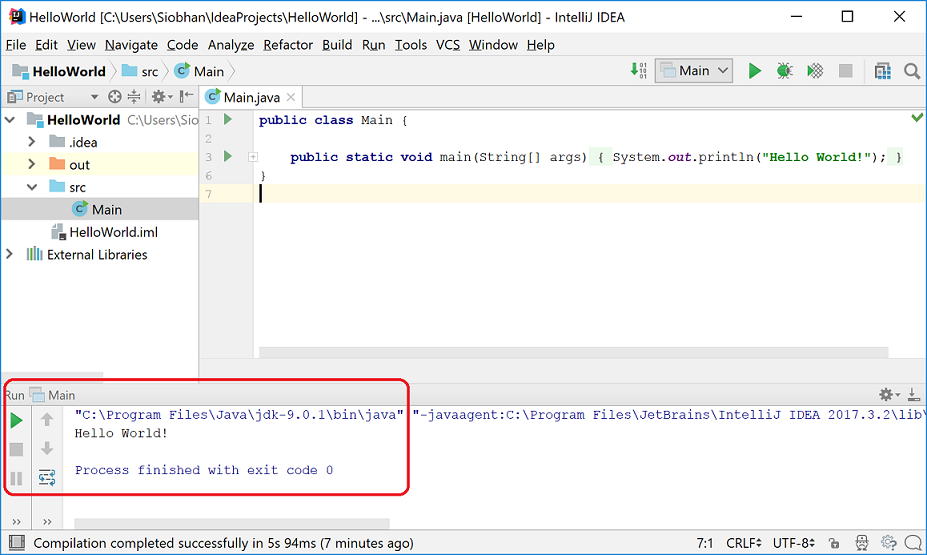 HelloWorld [C:\Users\Siobhan\IdeaProjects\HelloWorld] - ...\src\Main.java [HelloWorld] - IntelliJ IDEA
File Edit View Navigate Code Analyze Refactor Build Run Tools VCS Window Help
HelloWorld src Main Main
Project Main.java
HelloWorld C:\Users\Sio
.idea
out
src
Main
HelloWorld.iml
External Libraries
1 public class Main {
2
3 public static void main(String[] args) { System.out.println("Hello World!"); }
6 }
7
Run Main
"C:\Program Files\Java\jdk-9.0.1\bin\java" "-javaagent:C:\Program Files\JetBrains\IntelliJ IDEA 2017.3.2\lib\
Hello World!
Process finished with exit code 0
Compilation completed successfully in 5s 94ms (7 minutes ago) 7:1 CRLF UTF-8